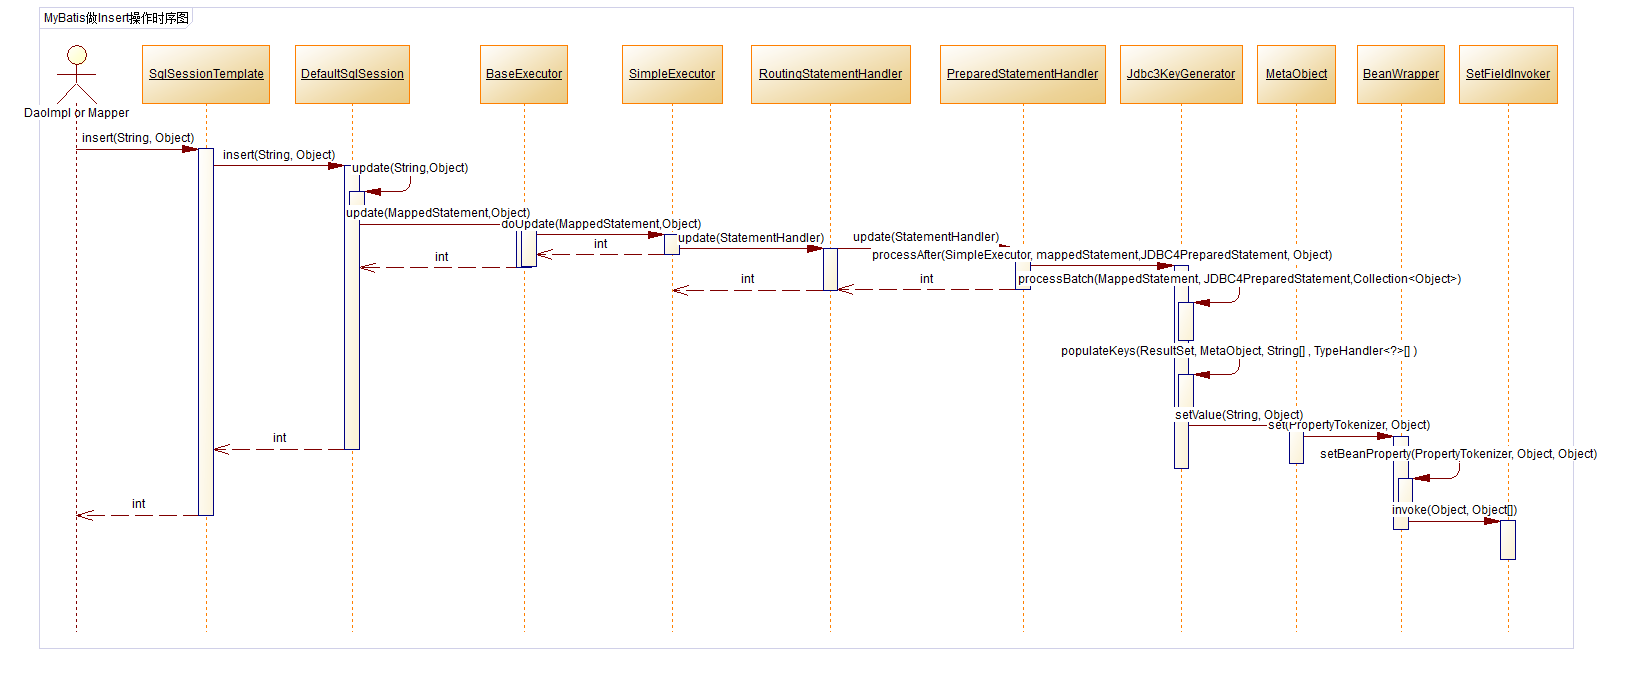 MyBatis做Insert操作时序图
DaoImpl or Mapper
SqlSessionTemplate
DefaultSqlSession
BaseExecutor
SimpleExecutor
RoutingStatementHandler
PreparedStatementHandler
Jdbc3KeyGenerator
MetaObject
BeanWrapper
SetFieldInvoker
insert(String, Object)
insert(String, Object)
update(String,Object)
update(MappedStatement,Object)
doUpdate(MappedStatement,Object)
update(StatementHandler)
update(StatementHandler)
int
int
processAfter(SimpleExecutor, mappedStatement,JDBC4PreparedStatement, Object)
int
int
processBatch(MappedStatement, JDBC4PreparedStatement,Collection<Object>)
populateKeys(ResultSet, MetaObject, String[] , TypeHandler<?>[] )
setValue(String, Object)
set(PropertyTokenizer, Object)
int
setBeanProperty(PropertyTokenizer, Object, Object)
int
invoke(Object, Object[])